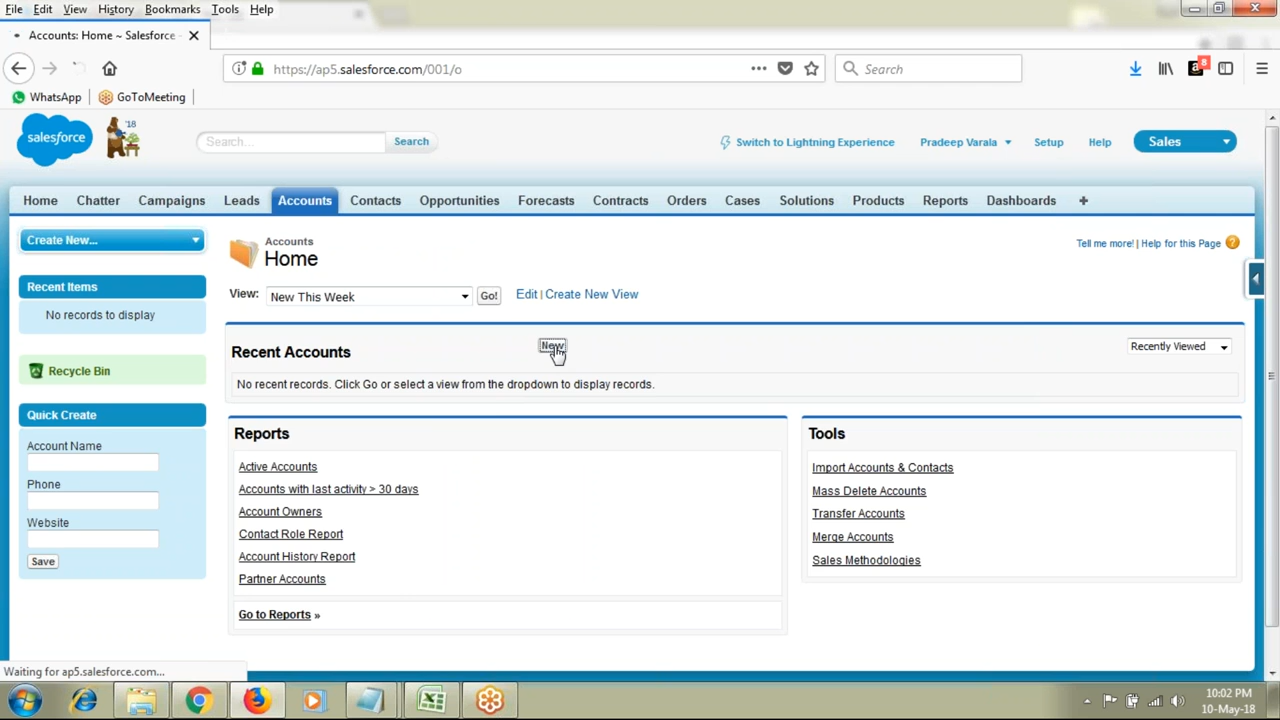 File Edit View History Bookmarks Tools Help
Accounts: Home ~ Salesforce -
https://ap5.salesforce.com/001/o
Search
8
WhatsApp
GoToMeeting
salesforce
'18
Search...
Search
Switch to Lightning Experience
Pradeep Varala
Setup
Help
Sales
Home Chatter Campaigns Leads Accounts Contacts Opportunities Forecasts Contracts Orders Cases Solutions Products Reports Dashboards +
Create New...
Accounts
Home
Tell me more! | Help for this Page ?
Recent Items
No records to display
View: New This Week Go! Edit | Create New View
Recent Accounts
New
Recently Viewed
No recent records. Click Go or select a view from the dropdown to display records.
Recycle Bin
Quick Create
Account Name
Phone
Website
Save
Reports
Active Accounts
Accounts with last activity > 30 days
Account Owners
Contact Role Report
Account History Report
Partner Accounts
Go to Reports »
Tools
Import Accounts & Contacts
Mass Delete Accounts
Transfer Accounts
Merge Accounts
Sales Methodologies
Waiting for ap5.salesforce.com...
10:02 PM
10-May-18